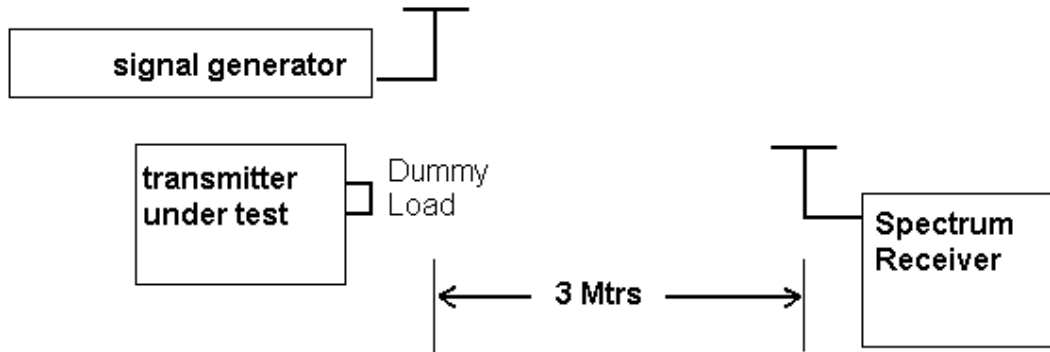 signal generator
transmitter
under test
Dummy
Load
Spectrum
Receiver
3 Mtrs